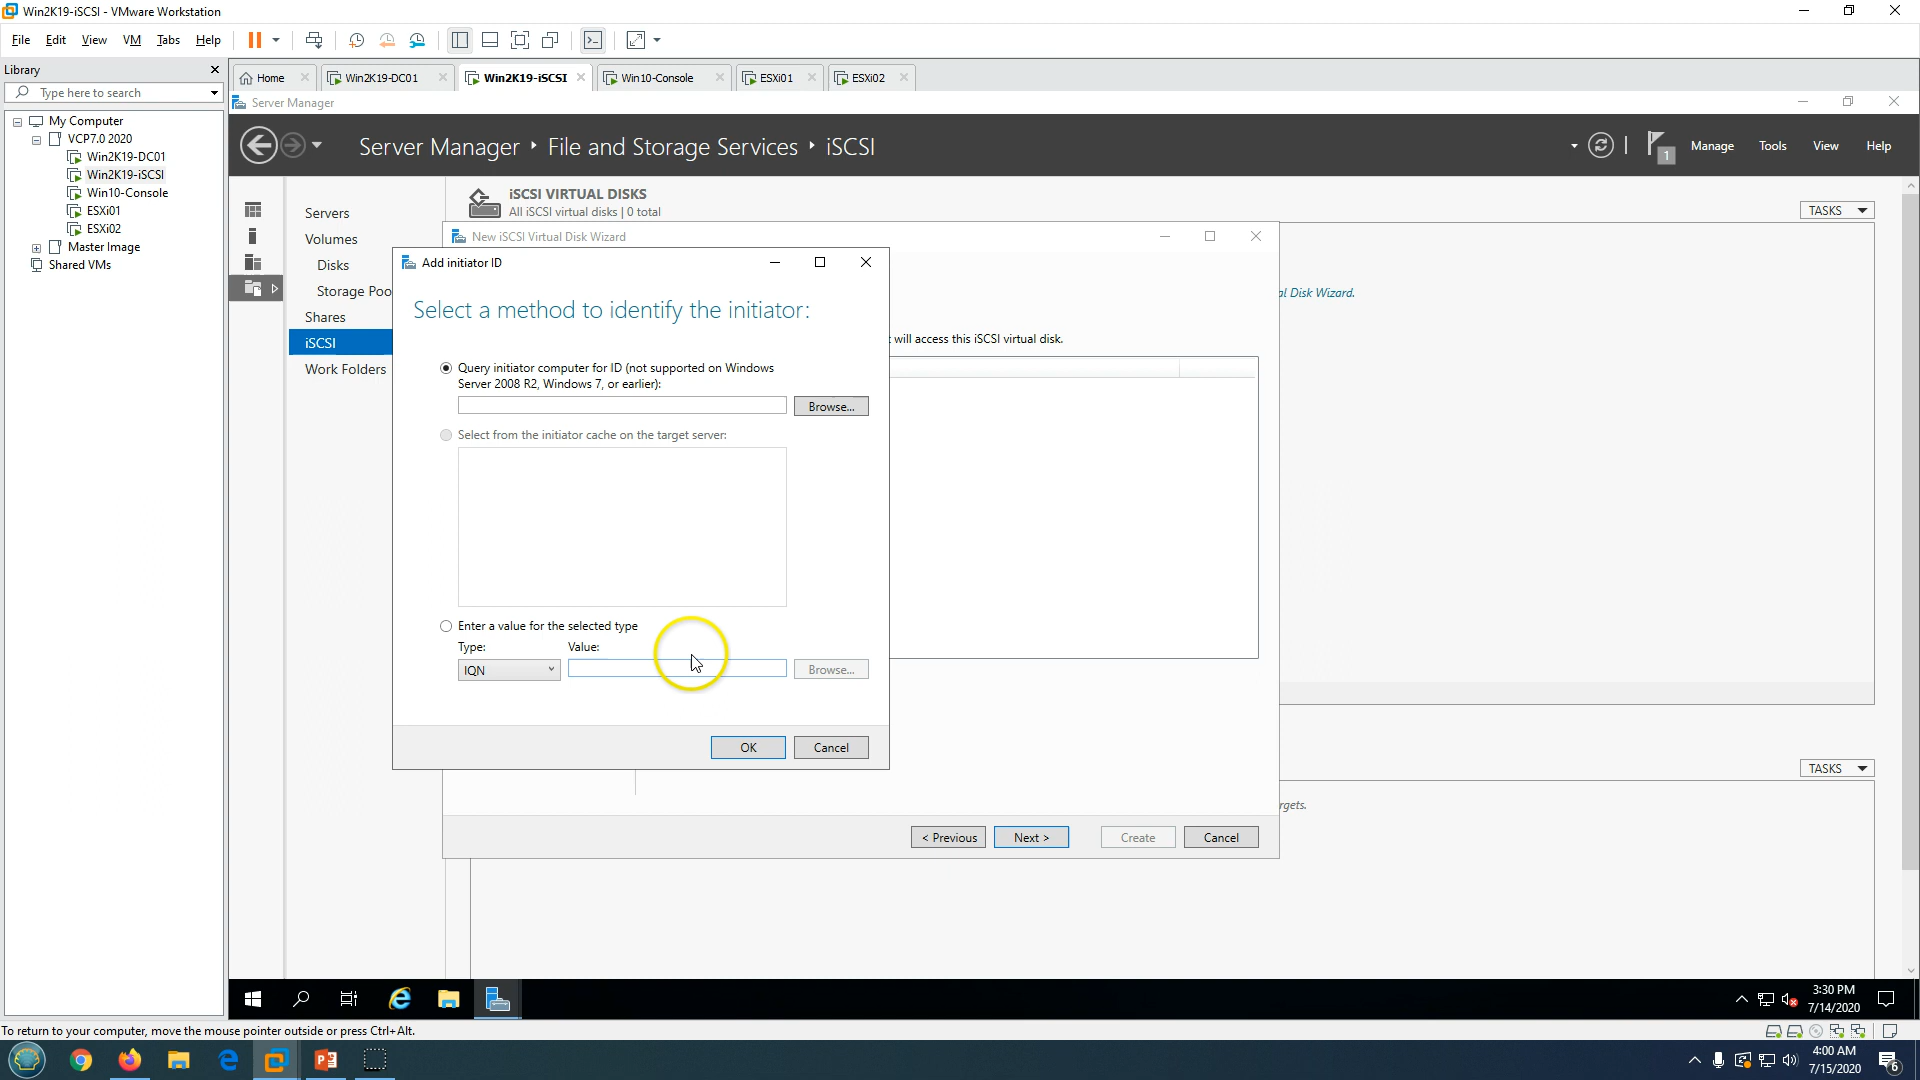 Win2K19-iSCSI - VMware Workstation
File Edit View VM Tabs Help
Library
Type here to search
My Computer
VCP7.0 2020
Win2K19-DC01
Win2K19-iSCSI
Win10-Console
ESXi01
ESXi02
Master Image
Shared VMs
Home Win2K19-DC01 Win2K19-iSCSI Win10-Console ESXi01 ESXi02
Server Manager
Server Manager File and Storage Services iSCSI
1 Manage Tools View Help
Servers
Volumes
Disks
Storage Poo
Shares
iSCSI
Work Folders
iSCSI VIRTUAL DISKS
All iSCSI virtual disks | 0 total
TASKS
New iSCSI Virtual Disk Wizard
al Disk Wizard.
will access this iSCSI virtual disk.
Add initiator ID
Select a method to identify the initiator:
Query initiator computer for ID (not supported on Windows
Server 2008 R2, Windows 7, or earlier):
Browse...
Select from the initiator cache on the target server:
Enter a value for the selected type
Type: Value:
IQN Browse...
OK Cancel
TASKS
rgets.
< Previous Next > Create Cancel
3:30 PM
7/14/2020
To return to your computer, move the mouse pointer outside or press Ctrl+Alt.
4:00 AM
7/15/2020
6